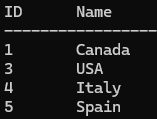 ID Name
-----------------
1 Canada
3 USA
4 Italy
5 Spain